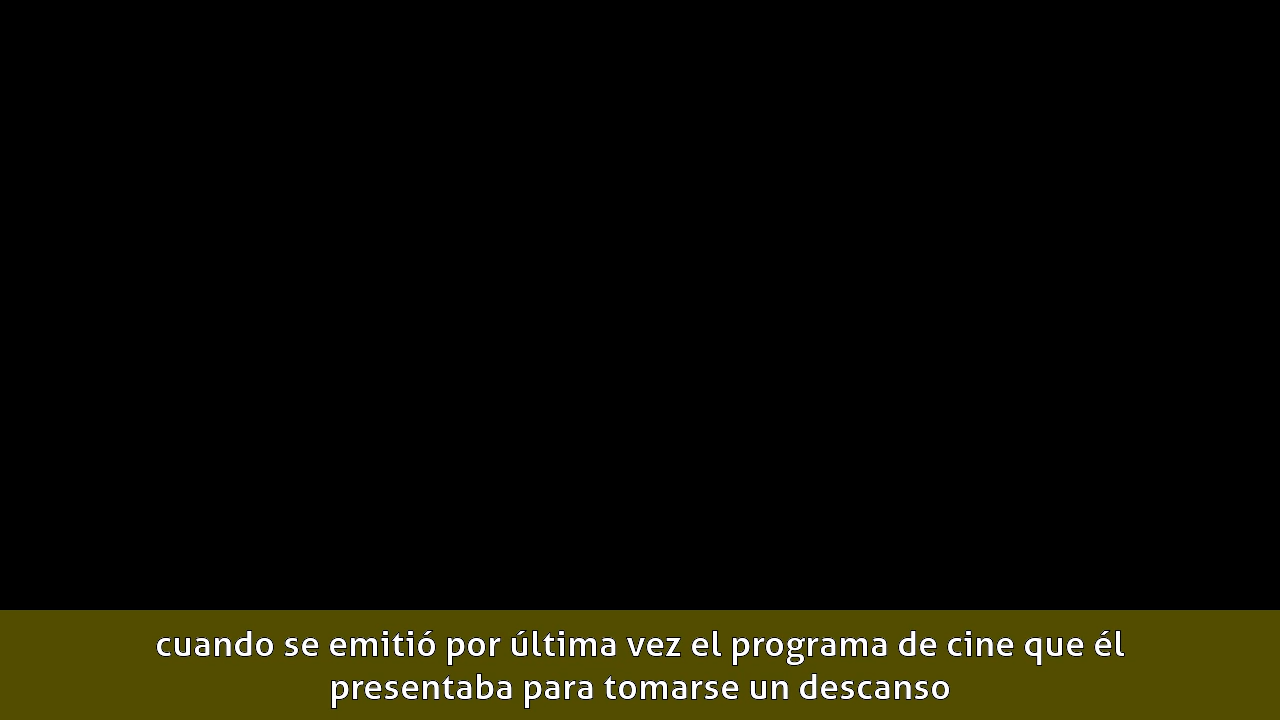 cuando se emitió por última vez el programa de cine que él
presentaba para tomarse un descanso